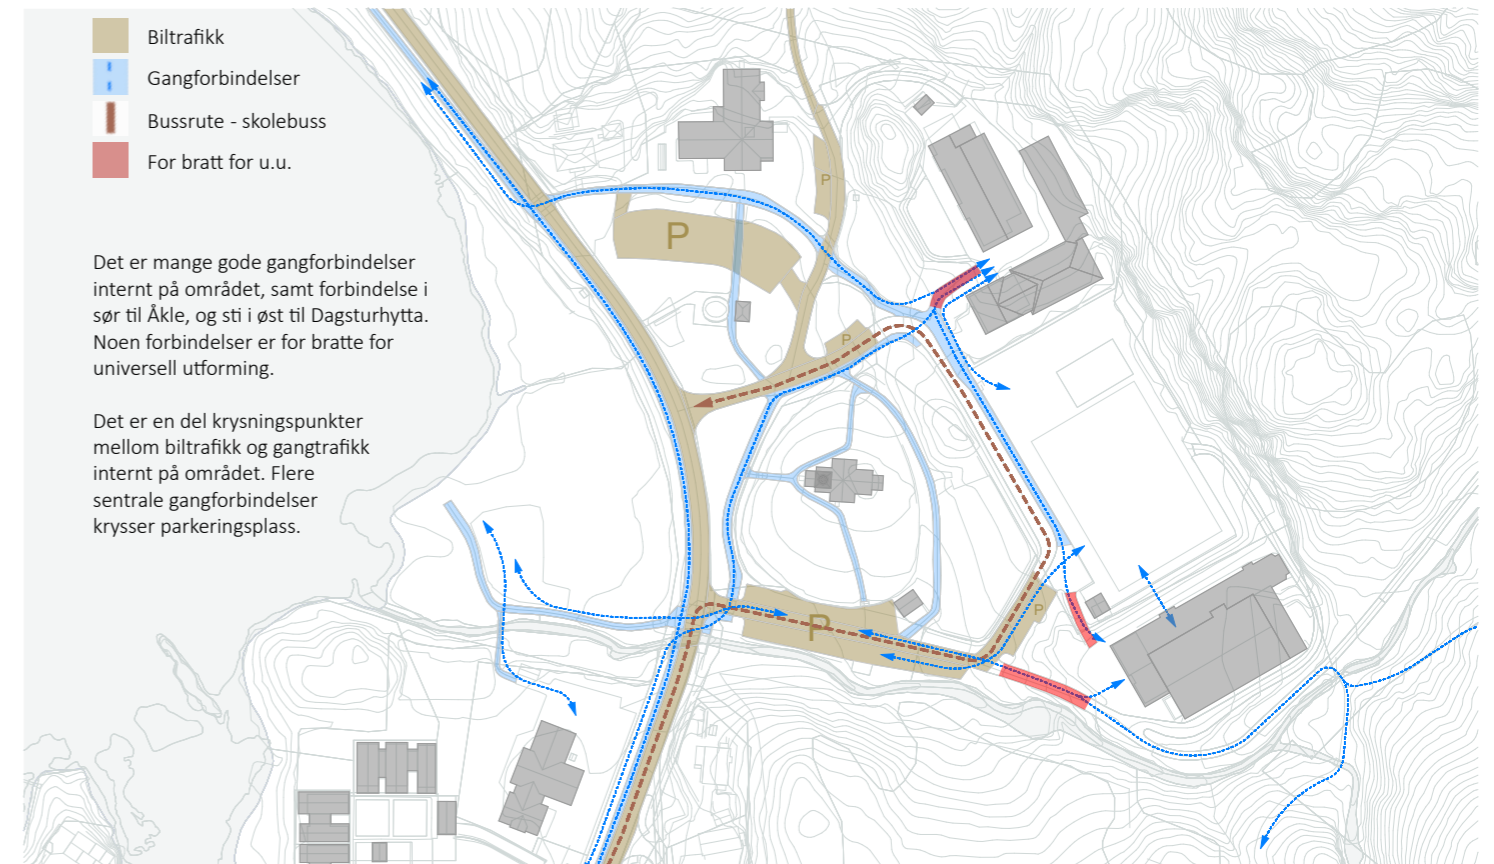 Biltrafikk
Gangforbindelser
Bussrute - skolebuss
For bratt for u.u.
Det er mange gode gangforbindelser
internt på området, samt forbindelse i
sør til Åkle, og sti i øst til Dagsturhytta.
Noen forbindelser er for bratte for
universell utforming.
Det er en del krysningspunkter
mellom biltrafikk og gangtrafikk
internt på området. Flere
sentrale gangforbindelser
krysser parkeringsplass.
P
P
P
P
P